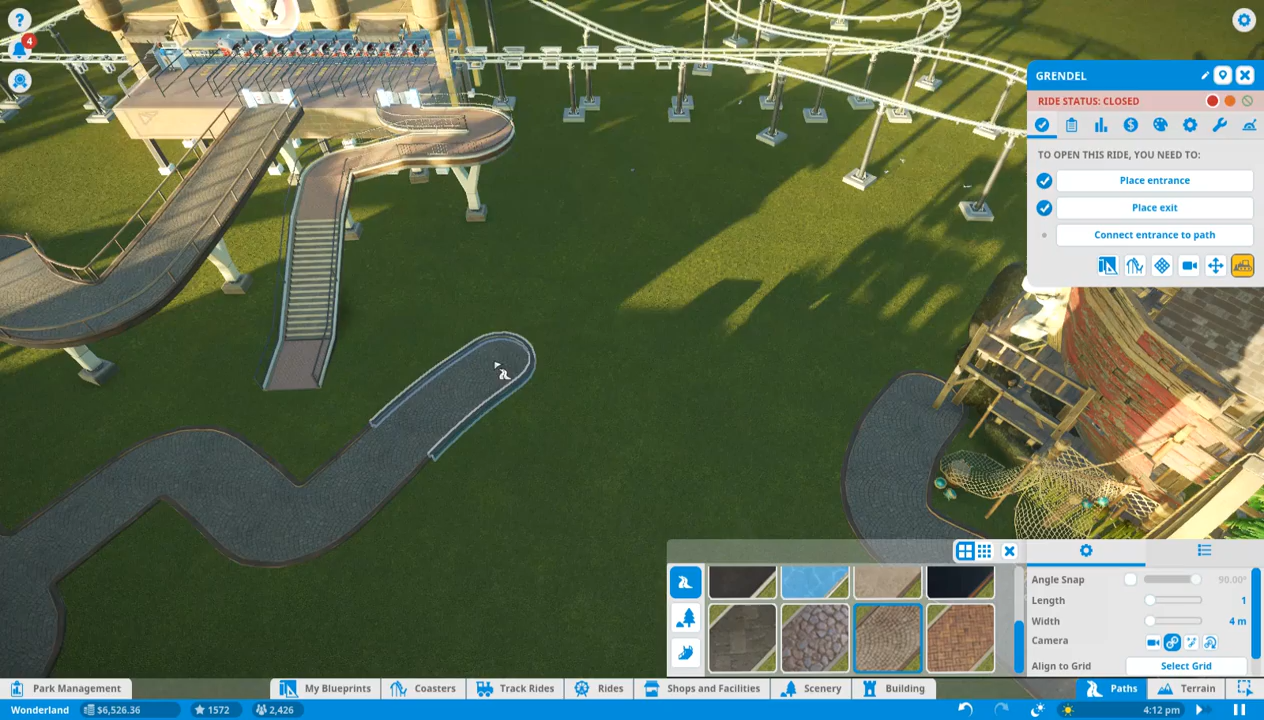 ?
4
GRENDEL
RIDE STATUS: CLOSED
TO OPEN THIS RIDE, YOU NEED TO:
Place entrance
Place exit
Connect entrance to path
Angle Snap 90.00°
Length 1
Width 4 m
Camera
Align to Grid Select Grid
Park Management My Blueprints Coasters Track Rides Rides Shops and Facilities Scenery Building Paths Terrain
Wonderland $6,526.36 1572 2,426 4:12 pm